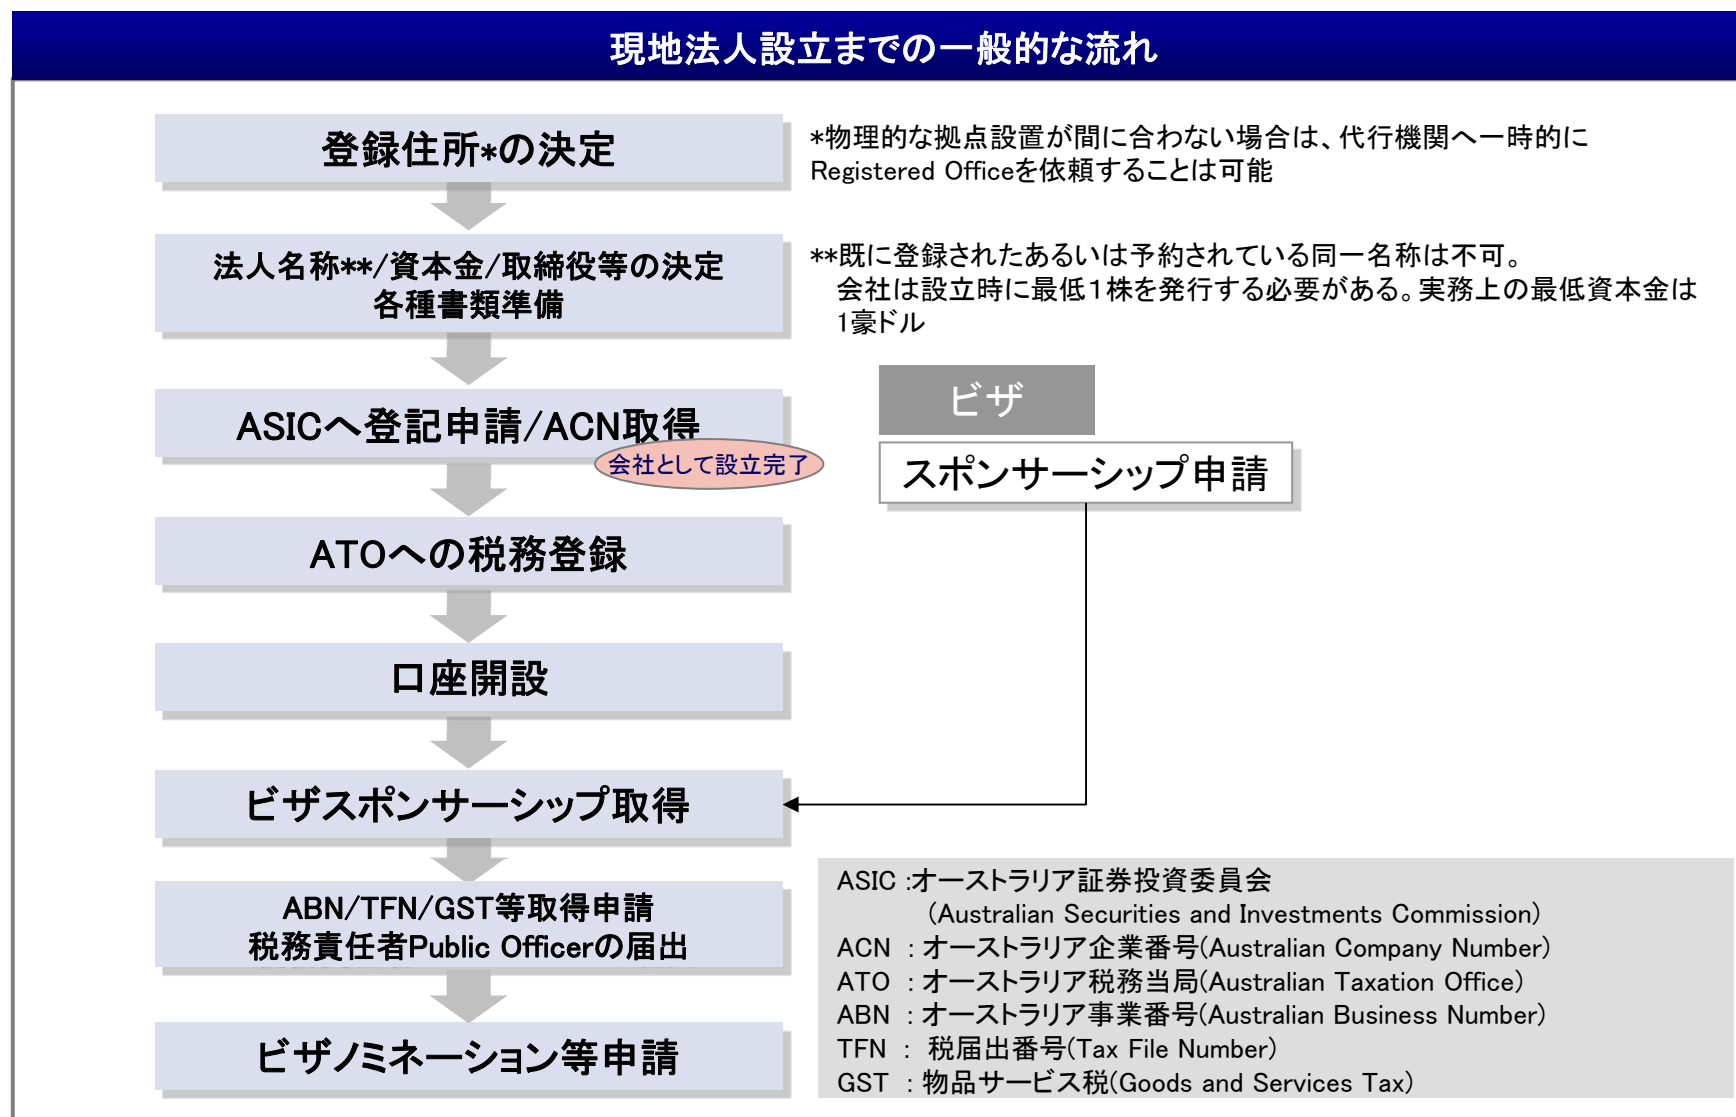 現地法人設立までの一般的な流れ
登録住所*の決定
*物理的な拠点設置が間に合わない場合は、代行機関へ一時的に
Registered Officeを依頼することは可能
法人名称**/資本金/取締役等の決定
各種書類準備
**既に登録されたあるいは予約されている同一名称は不可。
会社は設立時に最低1株を発行する必要がある。実務上の最低資本金は
1豪ドル
ビザ
スポンサーシップ申請
ASICへ登記申請/ACN取得
会社として設立完了
ATOへの税務登録
口座開設
ビザスポンサーシップ取得
ABN/TFN/GST等取得申請
税務責任者Public Officerの届出
ビザノミネーション等申請
ASIC :オーストラリア証券投資委員会
(Australian Securities and Investments Commission)
ACN : オーストラリア企業番号(Australian Company Number)
ATO : オーストラリア税務当局(Australian Taxation Office)
ABN : オーストラリア事業番号(Australian Business Number)
TFN : 税届出番号(Tax File Number)
GST : 物品サービス税(Goods and Services Tax)